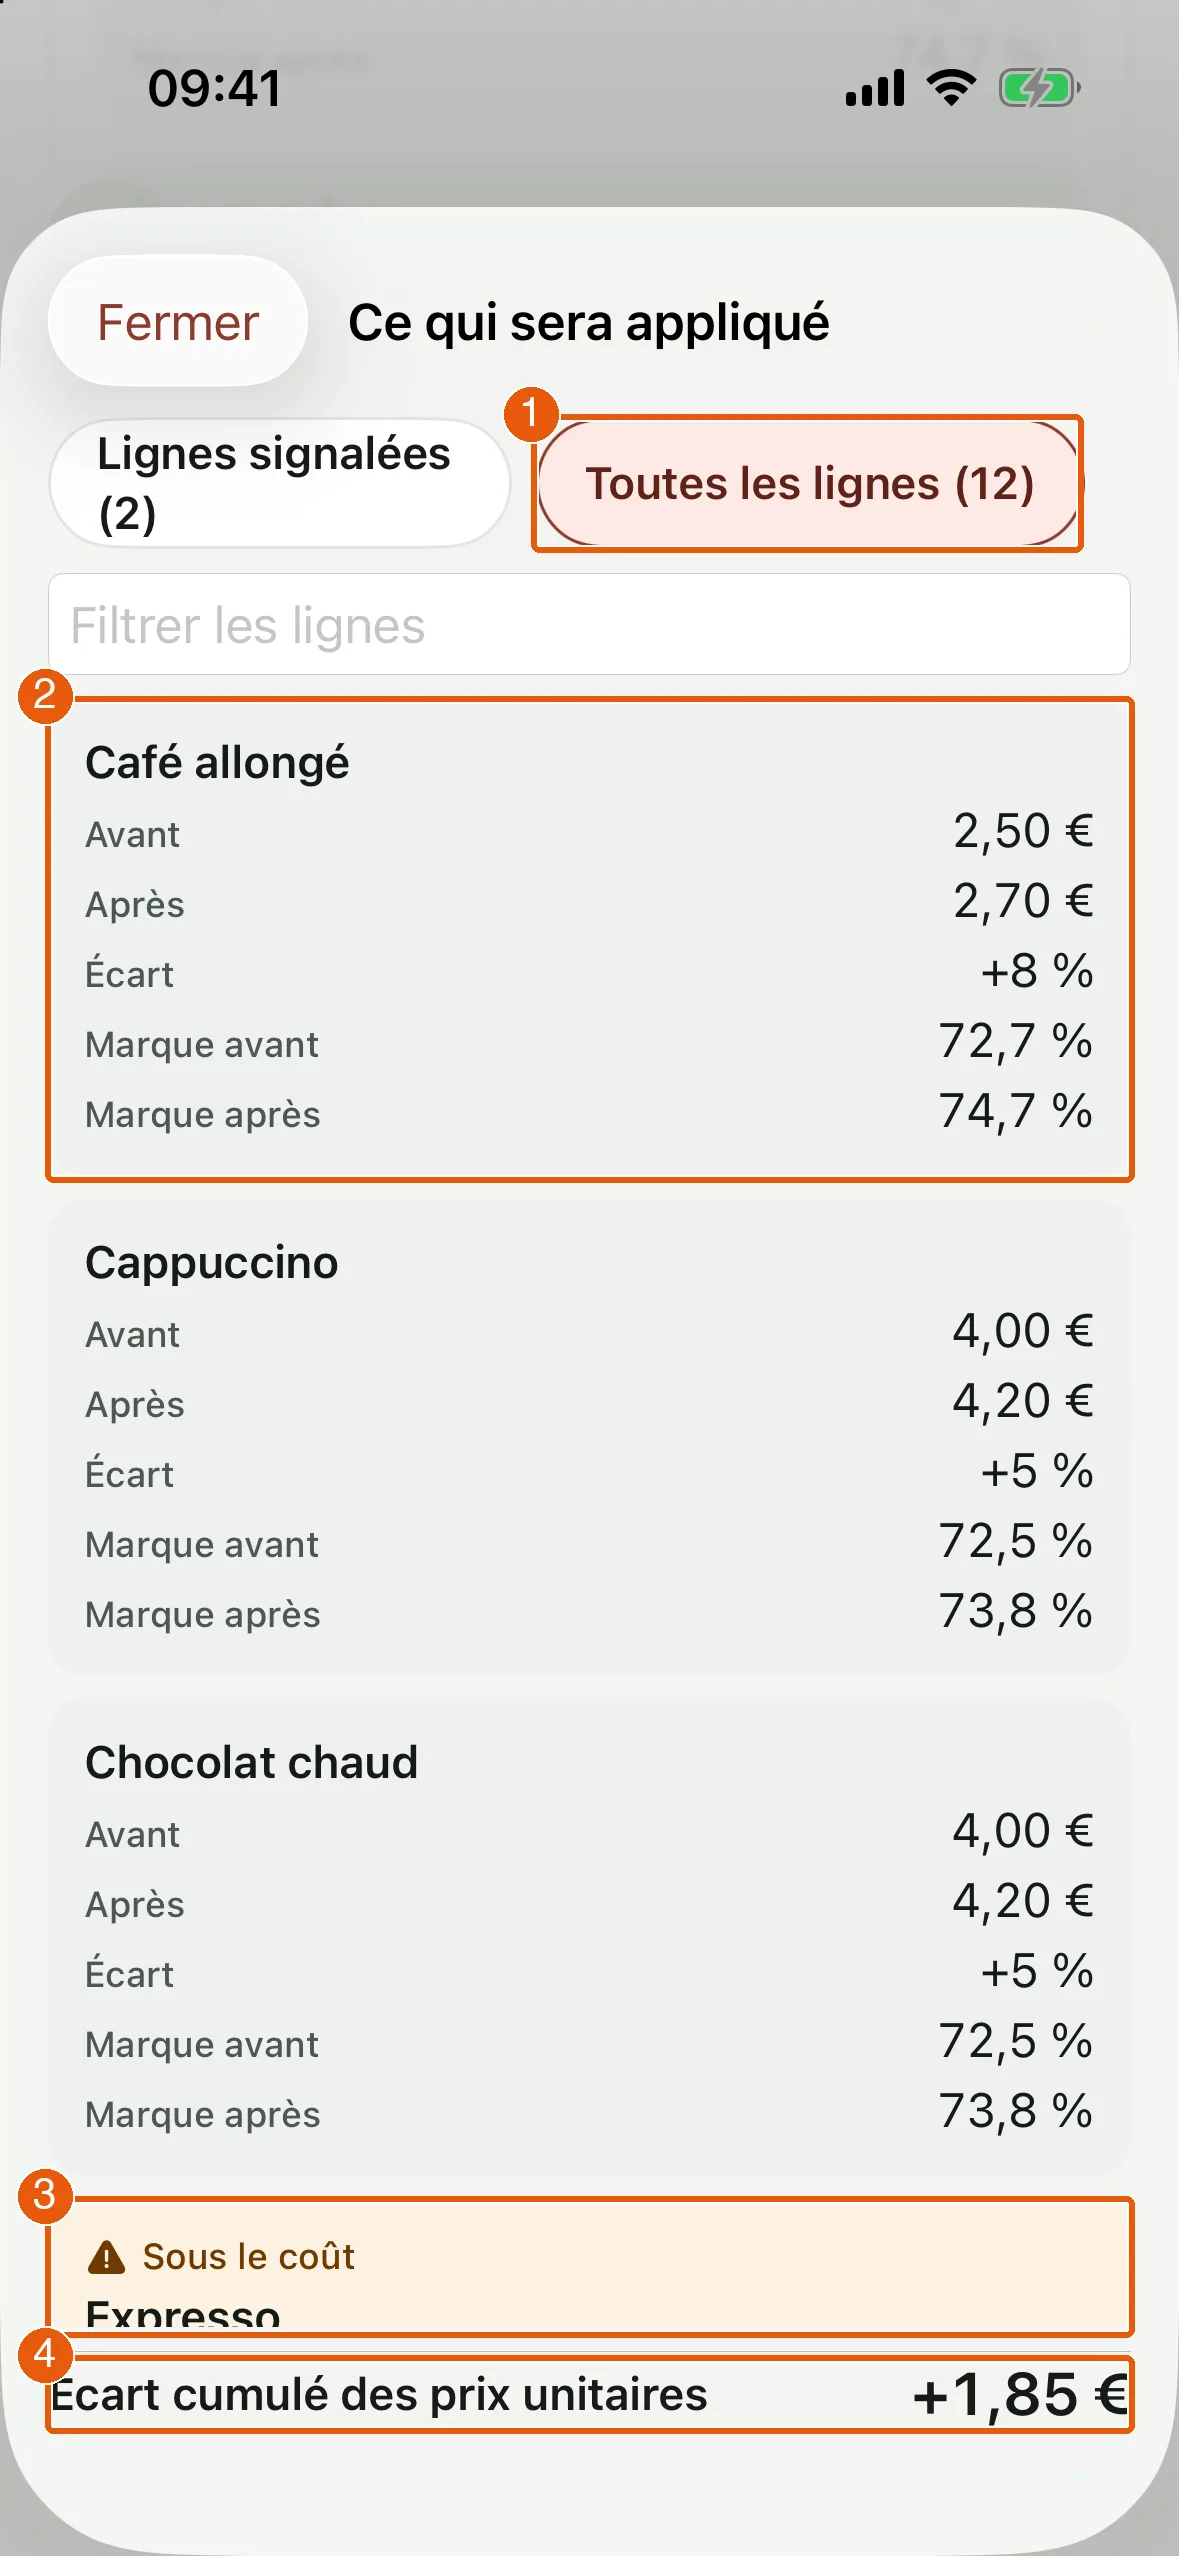 09:41
Fermer
Ce qui sera appliqué
Lignes signalées
(2)
1
Toutes les lignes (12)
Filtrer les lignes
2
Café allongé
Avant 2,50 €
Après 2,70 €
Écart +8 %
Marque avant 72,7 %
Marque après 74,7 %
Cappuccino
Avant 4,00 €
Après 4,20 €
Écart +5 %
Marque avant 72,5 %
Marque après 73,8 %
Chocolat chaud
Avant 4,00 €
Après 4,20 €
Écart +5 %
Marque avant 72,5 %
Marque après 73,8 %
3
Sous le coût
Expresso
4
Écart cumulé des prix unitaires +1,85 €